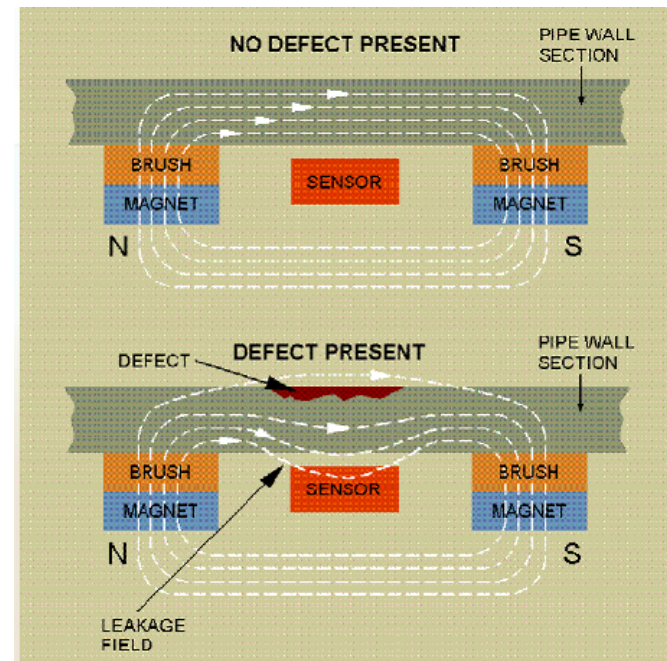 NO DEFECT PRESENT
PIPE WALL
SECTION
BRUSH
BRUSH
SENSOR
MAGNET
MAGNET
N
S
DEFECT
DEFECT PRESENT
PIPE WALL
SECTION
BRUSH
BRUSH
SENSOR
MAGNET
MAGNET
N
S
LEAKAGE
FIELD